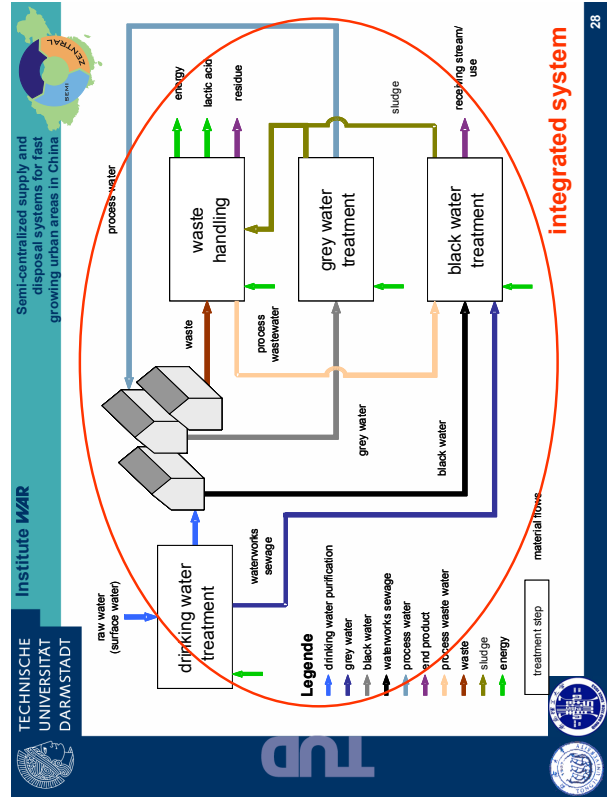 TECHNISCHE
UNIVERSITÄT
DARMSTADT
Institute WAR
Semi-centralized supply and
disposal systems for fast
growing urban areas in China
SEMI
ZENTRAL
raw water
(surface water)
process water
energy
lactic acid
residue
drinking water
treatment
waste
waste
handling
waterworks
sewage
process
wastewater
grey water
grey water
treatment
sludge
black water
black water
treatment
receiving stream/
use
Legende
drinking water purification
grey water
black water
waterworks sewage
process water
end product
process waste water
waste
sludge
energy
material flows
treatment step
integrated system
TUD
28